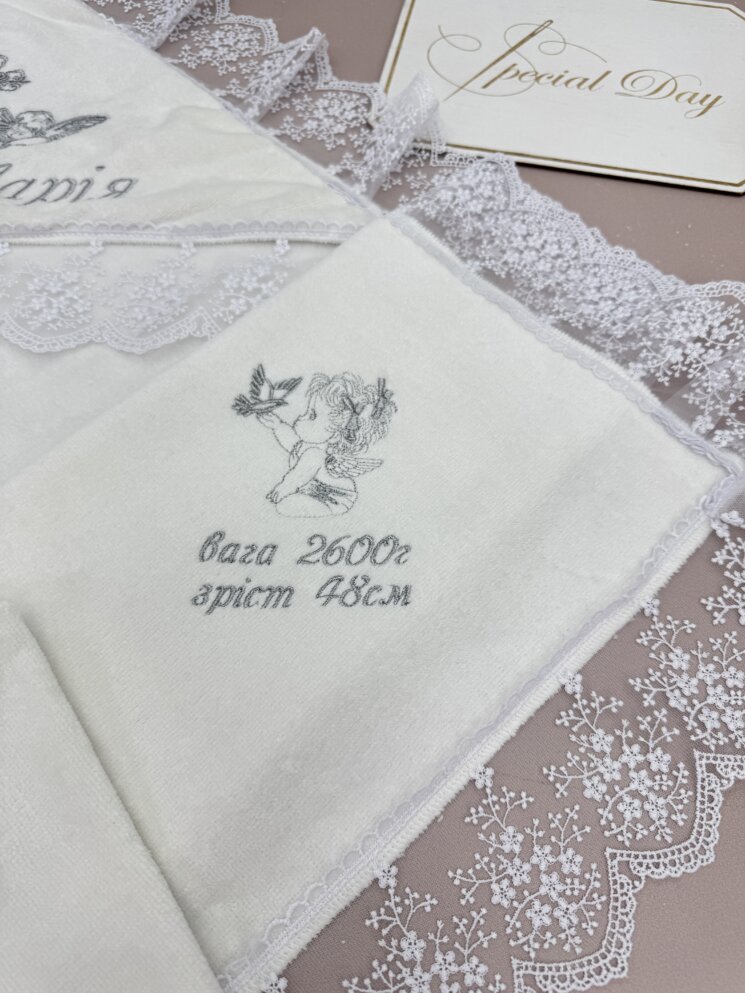 Special Day
вага 2600г
зріст 48см